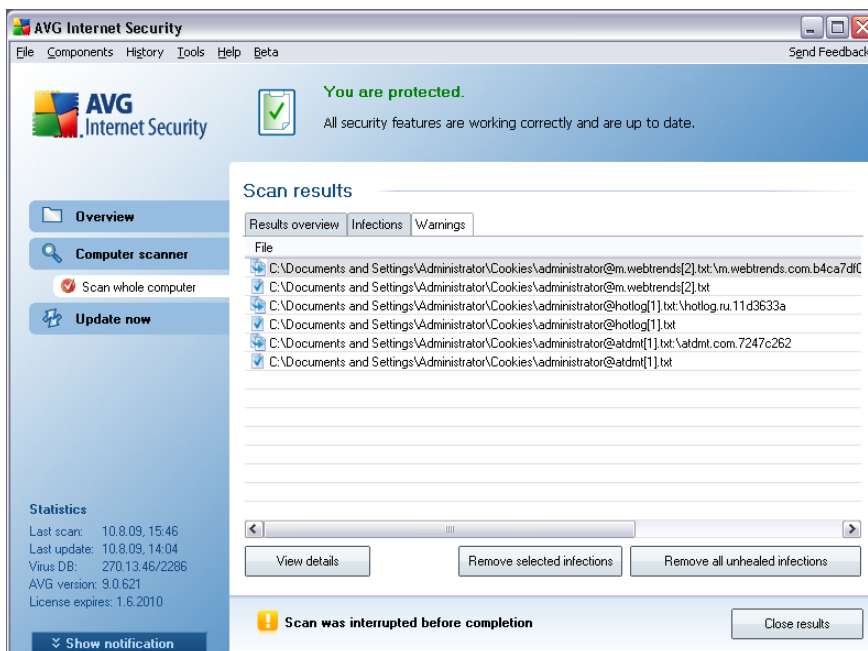 AVG Internet Security
File Components History Tools Help Beta
Send Feedback
AVG
Internet Security
You are protected.
All security features are working correctly and are up to date.
Overview
Computer scanner
Scan whole computer
Update now
Scan results
Results overview Infections Warnings
File
C:\Documents and Settings\Administrator\Cookies\administrator@m.webtrends[2].txt:\m.webtrends.com.b4ca7df0
C:\Documents and Settings\Administrator\Cookies\administrator@m.webtrends[2].txt
C:\Documents and Settings\Administrator\Cookies\administrator@hotlog[1].txt:\hotlog.ru.11d3633a
C:\Documents and Settings\Administrator\Cookies\administrator@hotlog[1].txt
C:\Documents and Settings\Administrator\Cookies\administrator@atdmt[1].txt:\atdmt.com.7247c262
C:\Documents and Settings\Administrator\Cookies\administrator@atdmt[1].txt
Statistics
Last scan: 10.8.09, 15:46
Last update: 10.8.09, 14:04
Virus DB: 270.13.46/2286
AVG version: 9.0.621
License expires: 1.6.2010
Show notification
View details
Remove selected infections
Remove all unhealed infections
Scan was interrupted before completion
Close results